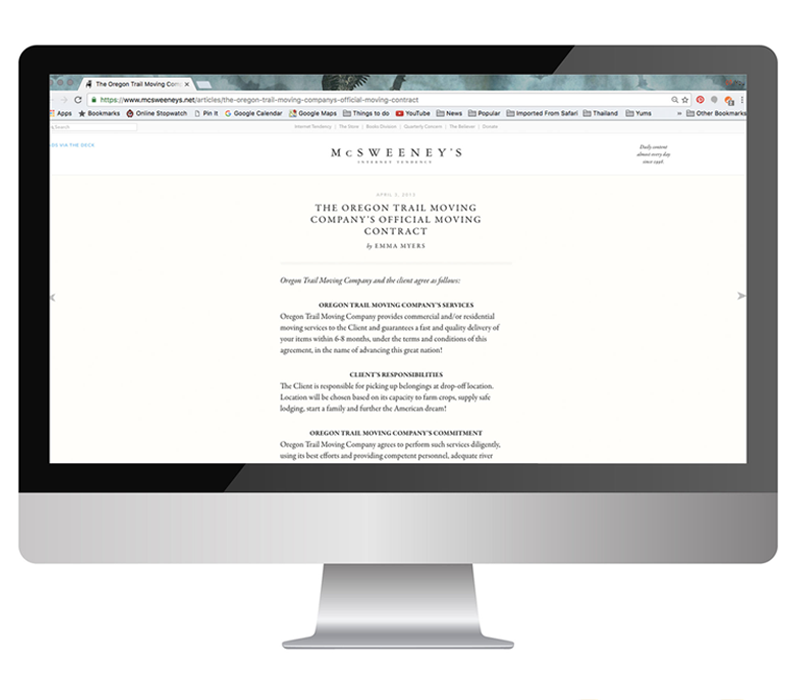 The Oregon Trail Moving Com
https://www.mcsweeneys.net/articles/the-oregon-trail-moving-companys-official-moving-contract
Apps Bookmarks Online Stopwatch Pin It Google Calendar Google Maps Things to do YouTube News Popular Imported From Safari Thailand Yums » Other Bookmarks
Search Internet Tendency | The Store | Books Division | Quarterly Concern | The Believer | Donate
VIA THE DECK
McSWEENEY'S
INTERNET TENDENCY
Daily content
almost every day
since 1998
THE OREGON TRAIL MOVING
COMPANY'S OFFICIAL MOVING
CONTRACT
by EMMA MYERS
Oregon Trail Moving Company and the client agree as follows:
OREGON TRAIL MOVING COMPANY'S SERVICES
Oregon Trail Moving Company provides commercial and/or residential
moving services to the Client and guarantees a fast and quality delivery of
your items within 6-8 months, under the terms and conditions of this
agreement, in the name of advancing this great nation!
CLIENT'S RESPONSIBILITIES
The Client is responsible for picking up belongings at drop-off location.
Location will be chosen based on its capacity to farm crops, supply safe
lodging, start a family and further the American dream!
OREGON TRAIL MOVING COMPANY'S COMMITMENT
Oregon Trail Moving Company agrees to perform such services diligently,
using its best efforts and providing competent personnel, adequate river